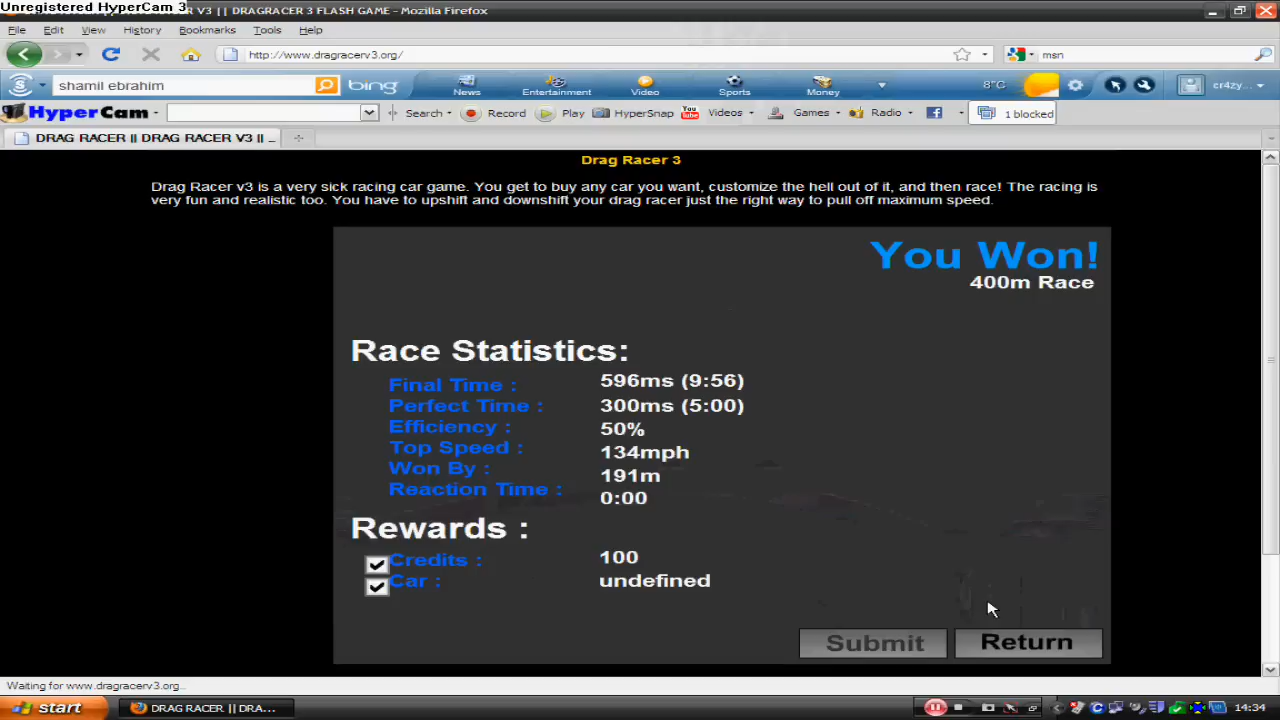 Unregistered HyperCam 3
V3 || DRAGRACER 3 FLASH GAME - Mozilla Firefox
File Edit View History Bookmarks Tools Help
http://www.dragracerv3.org/
msn
shamil ebrahim
bing
News
Entertainment
Video
Sports
Money
8°C
cr4zy...
HyperCam
Search
Record
Play
HyperSnap
Videos
Games
Radio
1 blocked
DRAG RACER || DRAG RACER V3 || ...
Drag Racer 3
Drag Racer v3 is a very sick racing car game. You get to buy any car you want, customize the hell out of it, and then race! The racing is
very fun and realistic too. You have to upshift and downshift your drag racer just the right way to pull off maximum speed.
You Won!
400m Race
Race Statistics:
Final Time : 596ms (9:56)
Perfect Time : 300ms (5:00)
Efficiency : 50%
Top Speed : 134mph
Won By : 191m
Reaction Time : 0:00
Rewards :
Credits : 100
Car : undefined
Submit Return
Waiting for www.dragracerv3.org...
start
DRAG RACER || DRA...
14:34